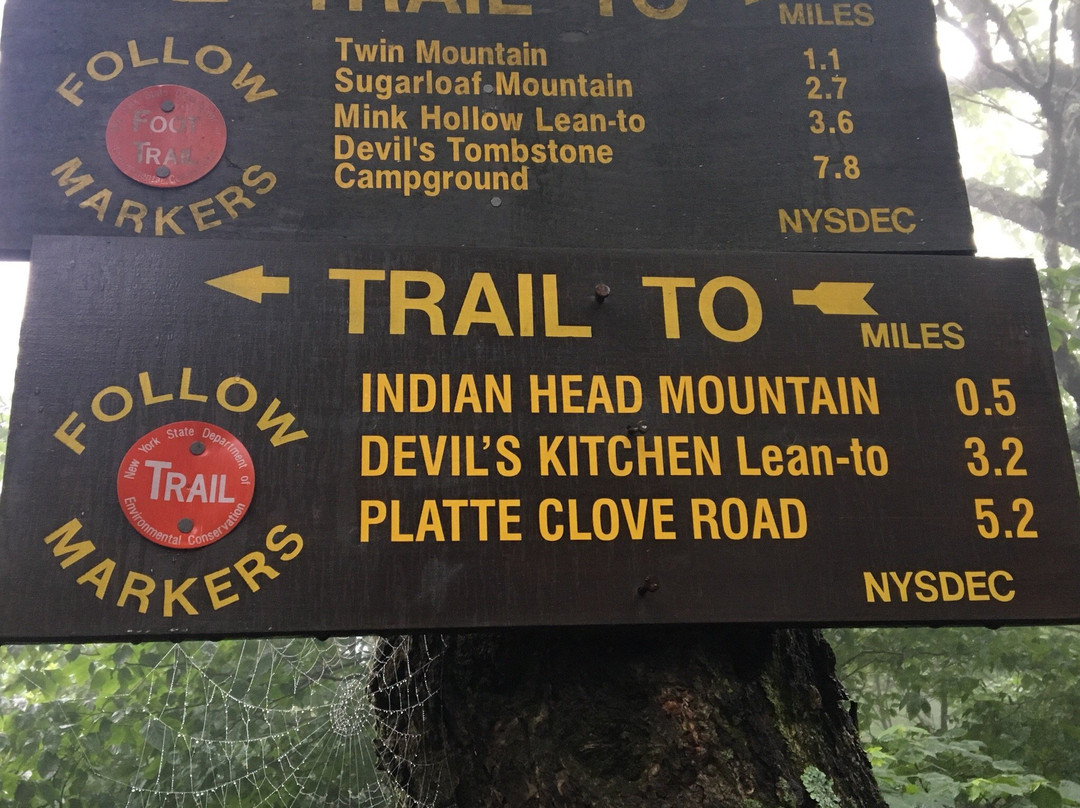 TRAIL TO
MILES
FOLLOW
FOOT
TRAIL
MARKERS
Twin Mountain 1.1
Sugarloaf Mountain 2.7
Mink Hollow Lean-to 3.6
Devil's Tombstone
Campground 7.8
NYSDEC
TRAIL TO
MILES
FOLLOW
New York State Department of
TRAIL
Environmental Conservation
MARKERS
INDIAN HEAD MOUNTAIN 0.5
DEVIL’S KITCHEN Lean-to 3.2
PLATTE CLOVE ROAD 5.2
NYSDEC